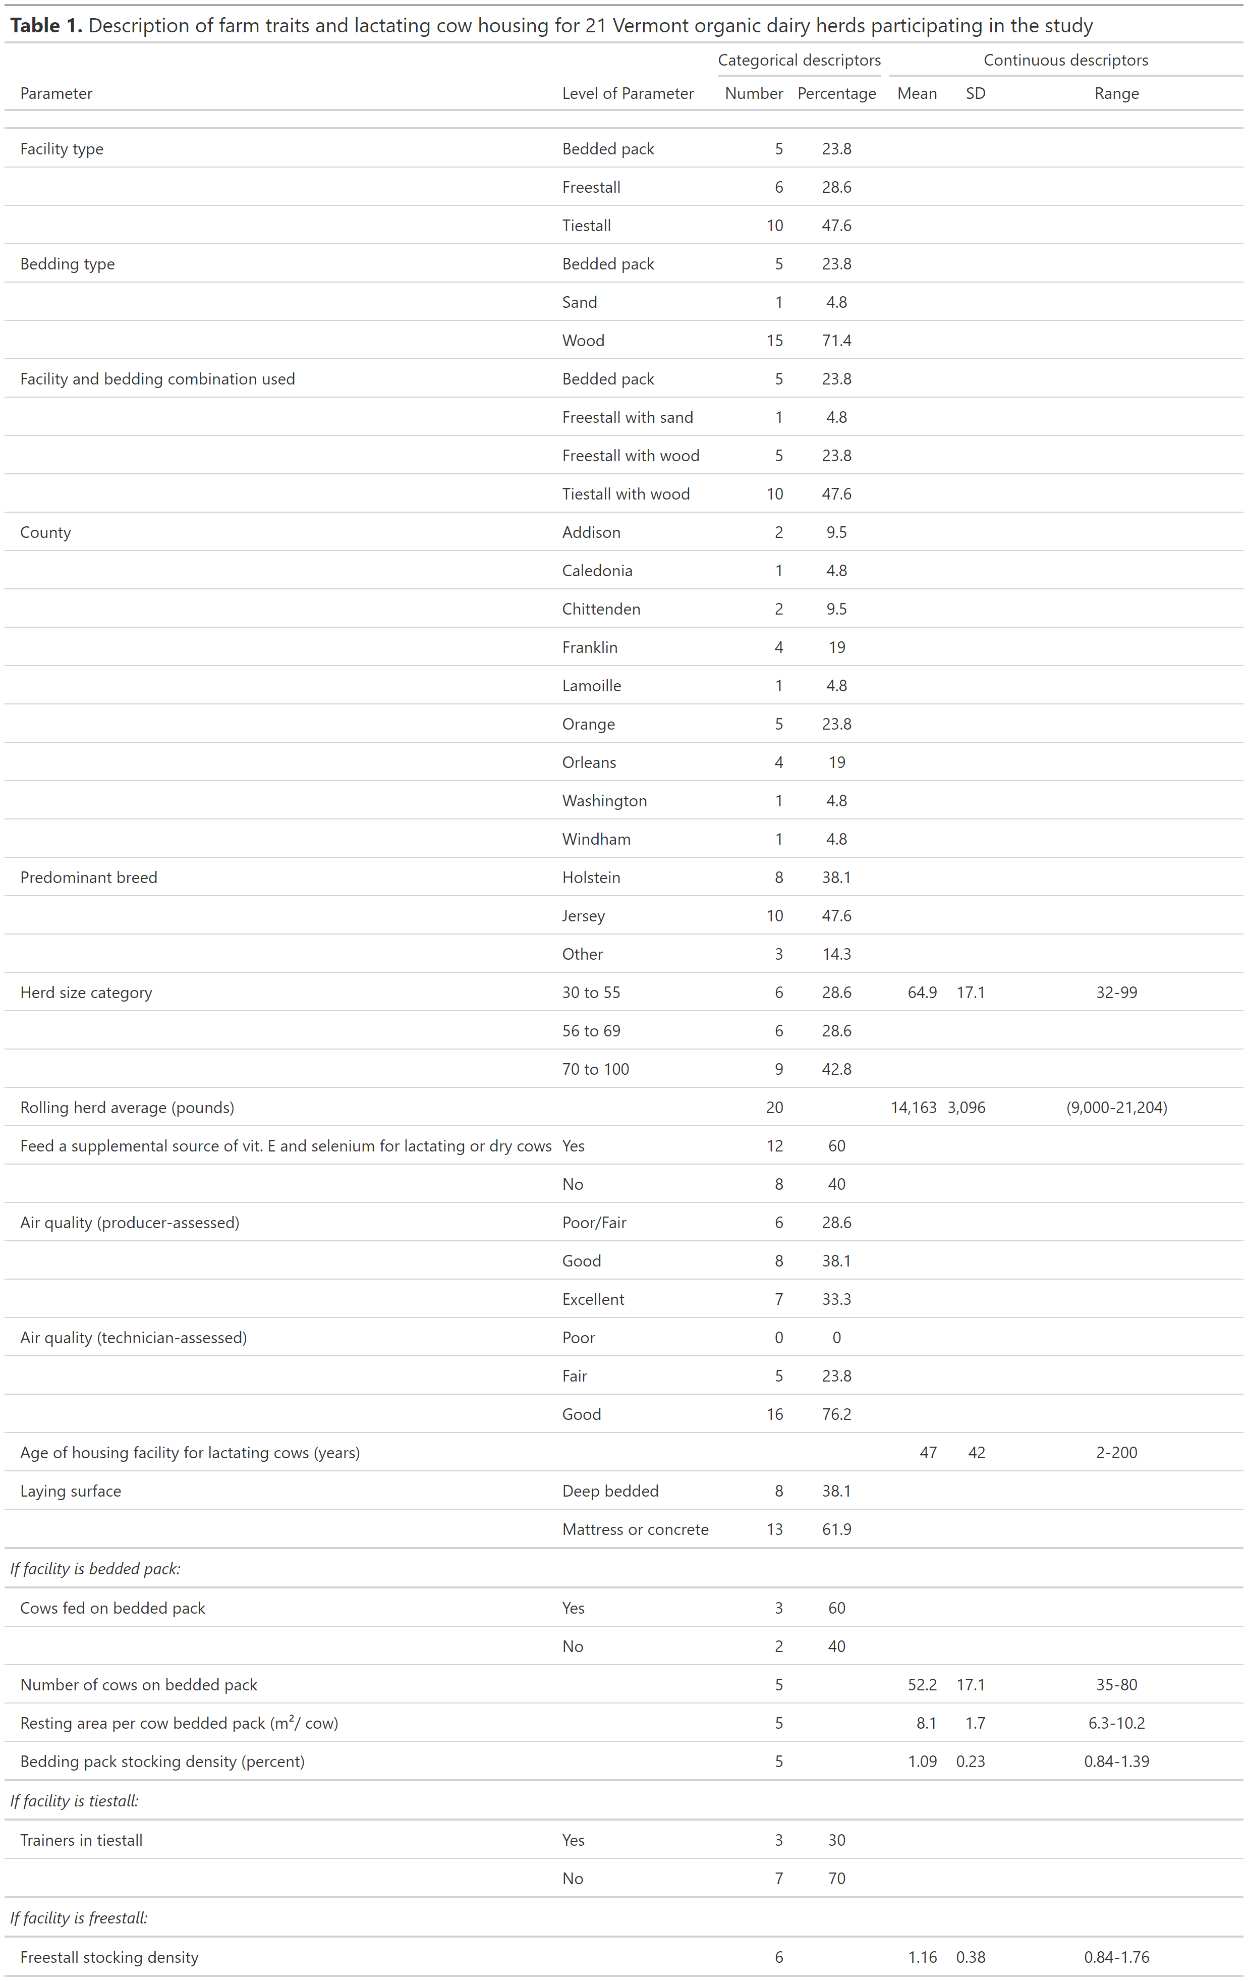 Table 1. Description of farm traits and lactating cow housing for 21 Vermont organic dairy herds participating in the study
Categorical descriptors Continuous descriptors
Parameter Level of Parameter Number Percentage Mean SD Range
Facility type Bedded pack 5 23.8
Freestall 6 28.6
Tiestall 10 47.6
Bedding type Bedded pack 5 23.8
Sand 1 4.8
Wood 15 71.4
Facility and bedding combination used Bedded pack 5 23.8
Freestall with sand 1 4.8
Freestall with wood 5 23.8
Tiestall with wood 10 47.6
County Addison 2 9.5
Caledonia 1 4.8
Chittenden 2 9.5
Franklin 4 19
Lamoille 1 4.8
Orange 5 23.8
Orleans 4 19
Washington 1 4.8
Windham 1 4.8
Predominant breed Holstein 8 38.1
Jersey 10 47.6
Other 3 14.3
Herd size category 30 to 55 6 28.6 64.9 17.1 32-99
56 to 69 6 28.6
70 to 100 9 42.8
Rolling herd average (pounds) 20 14,163 3,096 (9,000-21,204)
Feed a supplemental source of vit. E and selenium for lactating or dry cows Yes 12 60
No 8 40
Air quality (producer-assessed) Poor/Fair 6 28.6
Good 8 38.1
Excellent 7 33.3
Air quality (technician-assessed) Poor 0 0
Fair 5 23.8
Good 16 76.2
Age of housing facility for lactating cows (years) 47 42 2-200
Laying surface Deep bedded 8 38.1
Mattress or concrete 13 61.9
If facility is bedded pack:
Cows fed on bedded pack Yes 3 60
No 2 40
Number of cows on bedded pack 5 52.2 17.1 35-80
Resting area per cow bedded pack (m²/ cow) 5 8.1 1.7 6.3-10.2
Bedding pack stocking density (percent) 5 1.09 0.23 0.84-1.39
If facility is tiestall:
Trainers in tiestall Yes 3 30
No 7 70
If facility is freestall:
Freestall stocking density 6 1.16 0.38 0.84-1.76